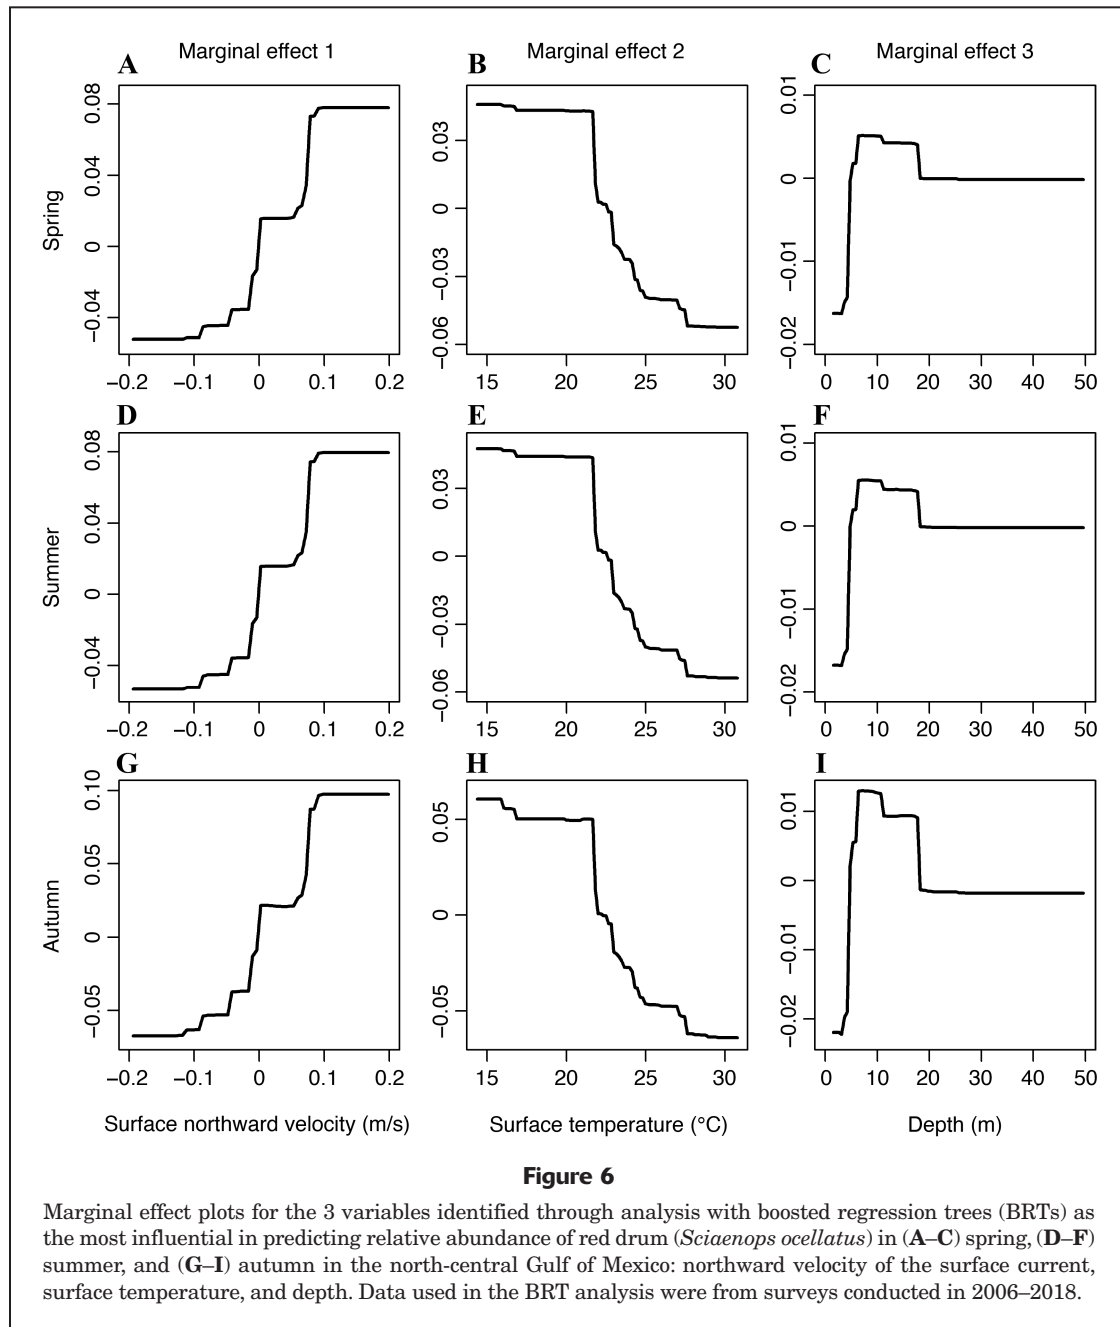 Marginal effect 1 Marginal effect 2 Marginal effect 3
A B C
Spring
0.08 0.04 0 −0.04
0.03 0 −0.03 −0.06
0.01 0 −0.01 −0.02
−0.2 −0.1 0 0.1 0.2 15 20 25 30 0 10 20 30 40 50
D E F
Summer
0.08 0.04 0 −0.04
0.03 0 −0.03 −0.06
0.01 0 −0.01 −0.02
−0.2 −0.1 0 0.1 0.2 15 20 25 30 0 10 20 30 40 50
G H I
Autumn
0.10 0.05 0 −0.05
0.05 0 −0.05
0.01 0 −0.01 −0.02
−0.2 −0.1 0 0.1 0.2 15 20 25 30 0 10 20 30 40 50
Surface northward velocity (m/s) Surface temperature (°C) Depth (m)
Figure 6
Marginal effect plots for the 3 variables identified through analysis with boosted regression trees (BRTs) as
the most influential in predicting relative abundance of red drum (Sciaenops ocellatus) in (A–C) spring, (D–F)
summer, and (G–I) autumn in the north-central Gulf of Mexico: northward velocity of the surface current,
surface temperature, and depth. Data used in the BRT analysis were from surveys conducted in 2006–2018.